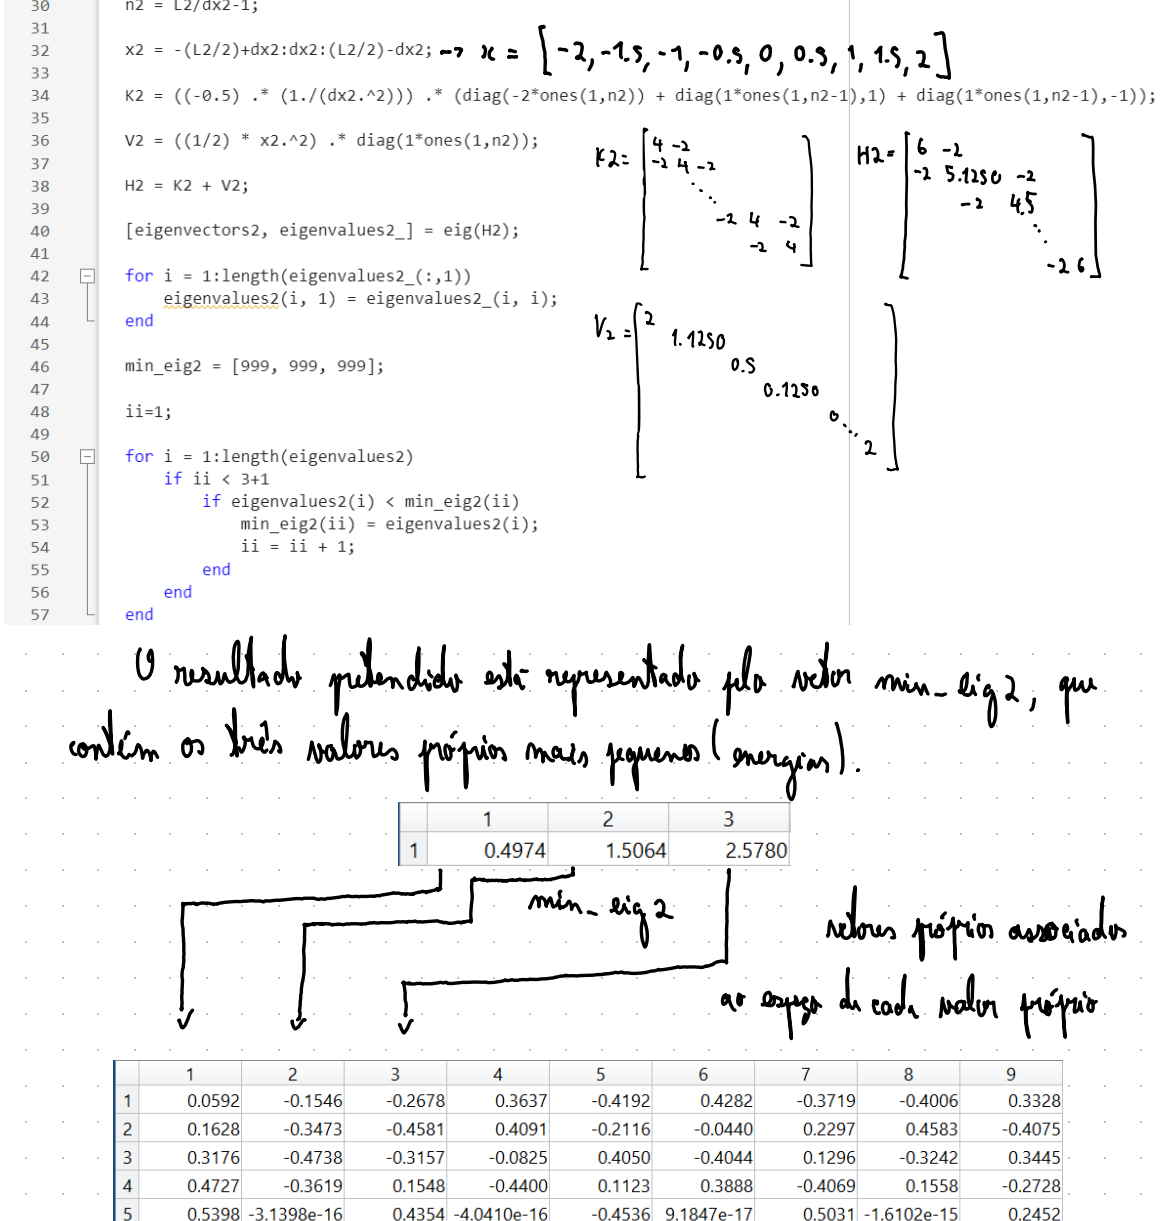 30 n2 = L2/dx2-1;
31
32 x2 = -(L2/2)+dx2:dx2:(L2/2)-dx2; → x = [-2, -1.5, -1, -0.5, 0, 0.5, 1, 1.5, 2]
33
34 K2 = ((-0.5) .* (1./(dx2.^2))) .* (diag(-2*ones(1,n2)) + diag(1*ones(1,n2-1),1) + diag(1*ones(1,n2-1),-1));
35
36 V2 = ((1/2) * x2.^2) .* diag(1*ones(1,n2));
37
38 H2 = K2 + V2;
39
40 [eigenvectors2, eigenvalues2_] = eig(H2);
41
42 for i = 1:length(eigenvalues2_(:,1))
43 eigenvalues2(i, 1) = eigenvalues2_(i, i);
44 end
45
46 min_eig2 = [999, 999, 999];
47
48 ii=1;
49
50 for i = 1:length(eigenvalues2)
51 if ii < 3+1
52 if eigenvalues2(i) < min_eig2(ii)
53 min_eig2(ii) = eigenvalues2(i);
54 ii = ii + 1;
55 end
56 end
57 end
K2 =
4 -2
-2 4 -2
⋱
-2 4 -2
-2 4
H2 =
6 -2
-2 5.1250 -2
-2 4.5
⋱
-2 6
V2 =
2
1.1250
0.5
0.1250
0
⋱
2
O resultado pretendido está representado pelo vetor min_eig2, que
contém os três valores próprios mais pequenos (energias).
1 2 3
1 0.4974 1.5064 2.5780
min_eig2
vetores próprios associados
ao espaço de cada valor próprio
1 2 3 4 5 6 7 8 9
1 0.0592 -0.1546 -0.2678 0.3637 -0.4192 0.4282 -0.3719 -0.4006 0.3328
2 0.1628 -0.3473 -0.4581 0.4091 -0.2116 -0.0440 0.2297 0.4583 -0.4075
3 0.3176 -0.4738 -0.3157 -0.0825 0.4050 -0.4044 0.1296 -0.3242 0.3445
4 0.4727 -0.3619 0.1548 -0.4400 0.1123 0.3888 -0.4069 0.1558 -0.2728
5 0.5398 -3.1398e-16 0.4354 -4.0410e-16 -0.4536 9.1847e-17 0.5031 -1.6102e-15 0.2452